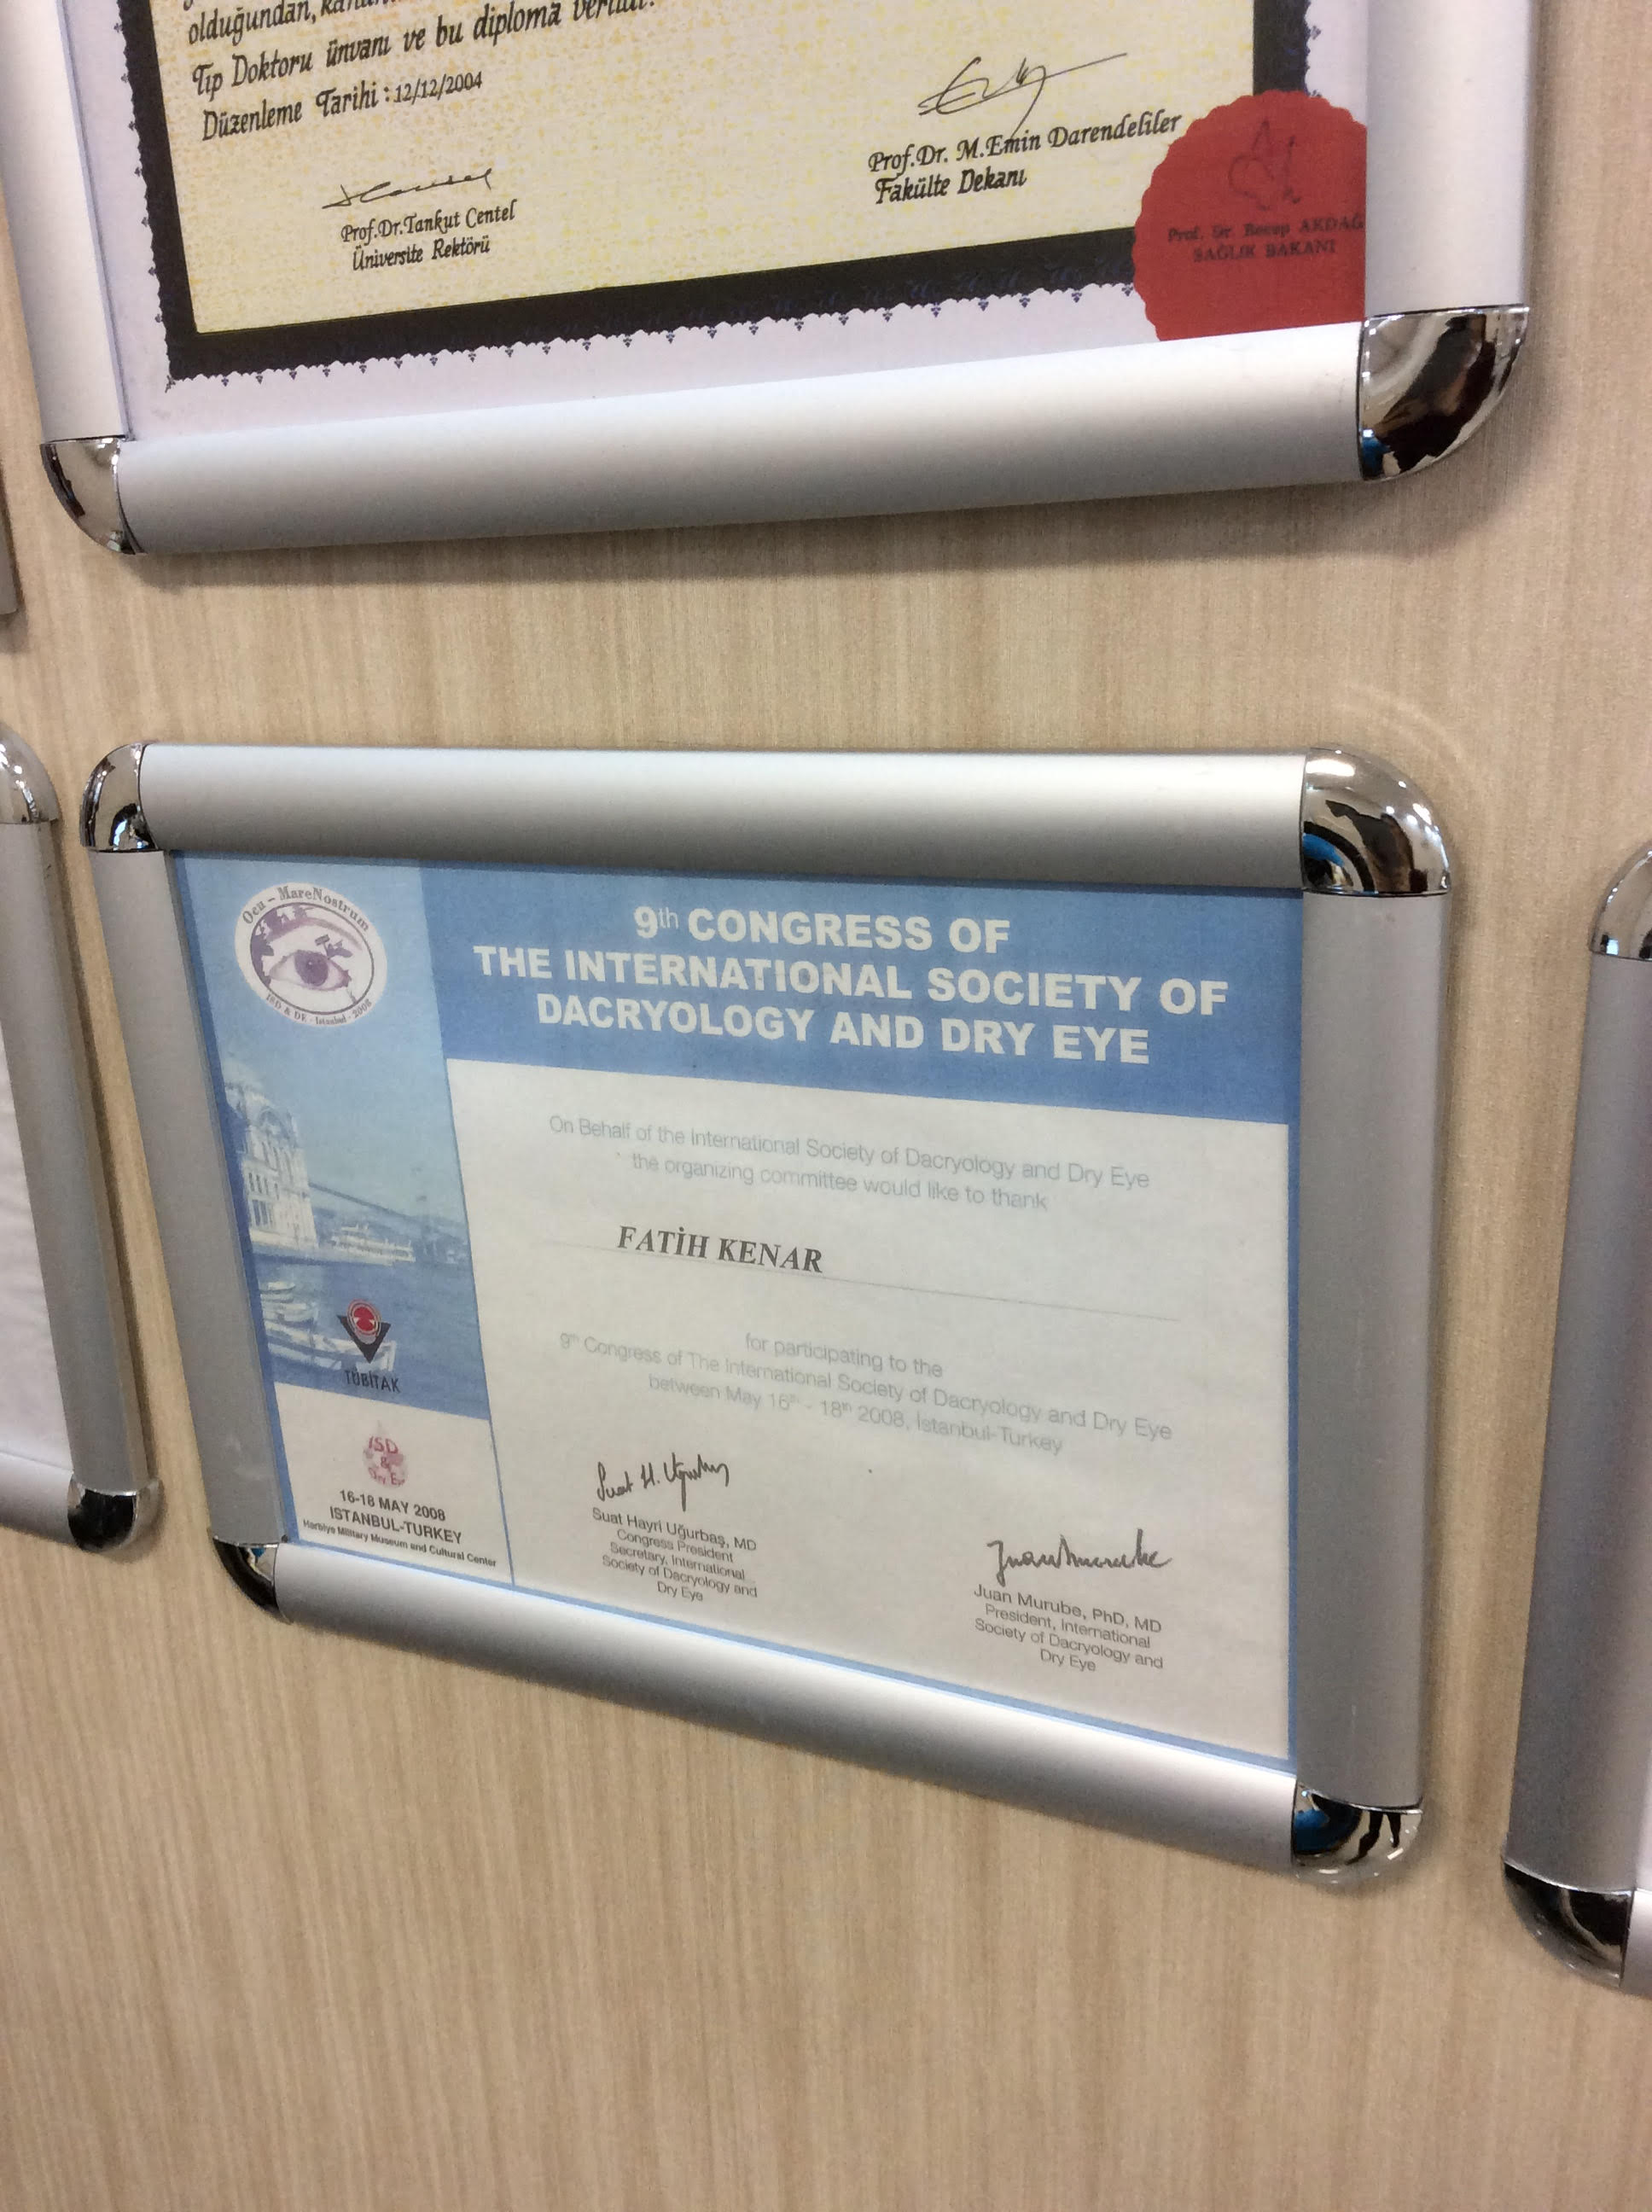 olduğundan,
Tıp Doktoru ünvanı ve bu diploma verildi.
Düzenleme Tarihi : 12/12/2004
Prof.Dr. M.Emin Darendeliler
Fakülte Dekanı
Prof.Dr.Tankut Centel
Üniversite Rektörü
Prof. Dr. Recep AKDAĞ
SAĞLIK BAKANI
Ocu - MareNostrum
ISD & DE - Istanbul - 2008
9th CONGRESS OF
THE INTERNATIONAL SOCIETY OF
DACRYOLOGY AND DRY EYE
On Behalf of the International Society of Dacryology and Dry Eye
the organizing committee would like to thank
FATİH KENAR
for participating to the
9th Congress of The International Society of Dacryology and Dry Eye
between May 16th - 18th 2008, İstanbul-Turkey
TÜBİTAK
ISD
&
Dry E
16-18 MAY 2008
ISTANBUL-TURKEY
Harbiye Military Museum and Cultural Center
Suat H. Uğurbaş
Suat Hayri Uğurbaş, MD
Congress President
Secretary, International
Society of Dacryology and
Dry Eye
Juan Murube
Juan Murube, PhD, MD
President, International
Society of Dacryology and
Dry Eye